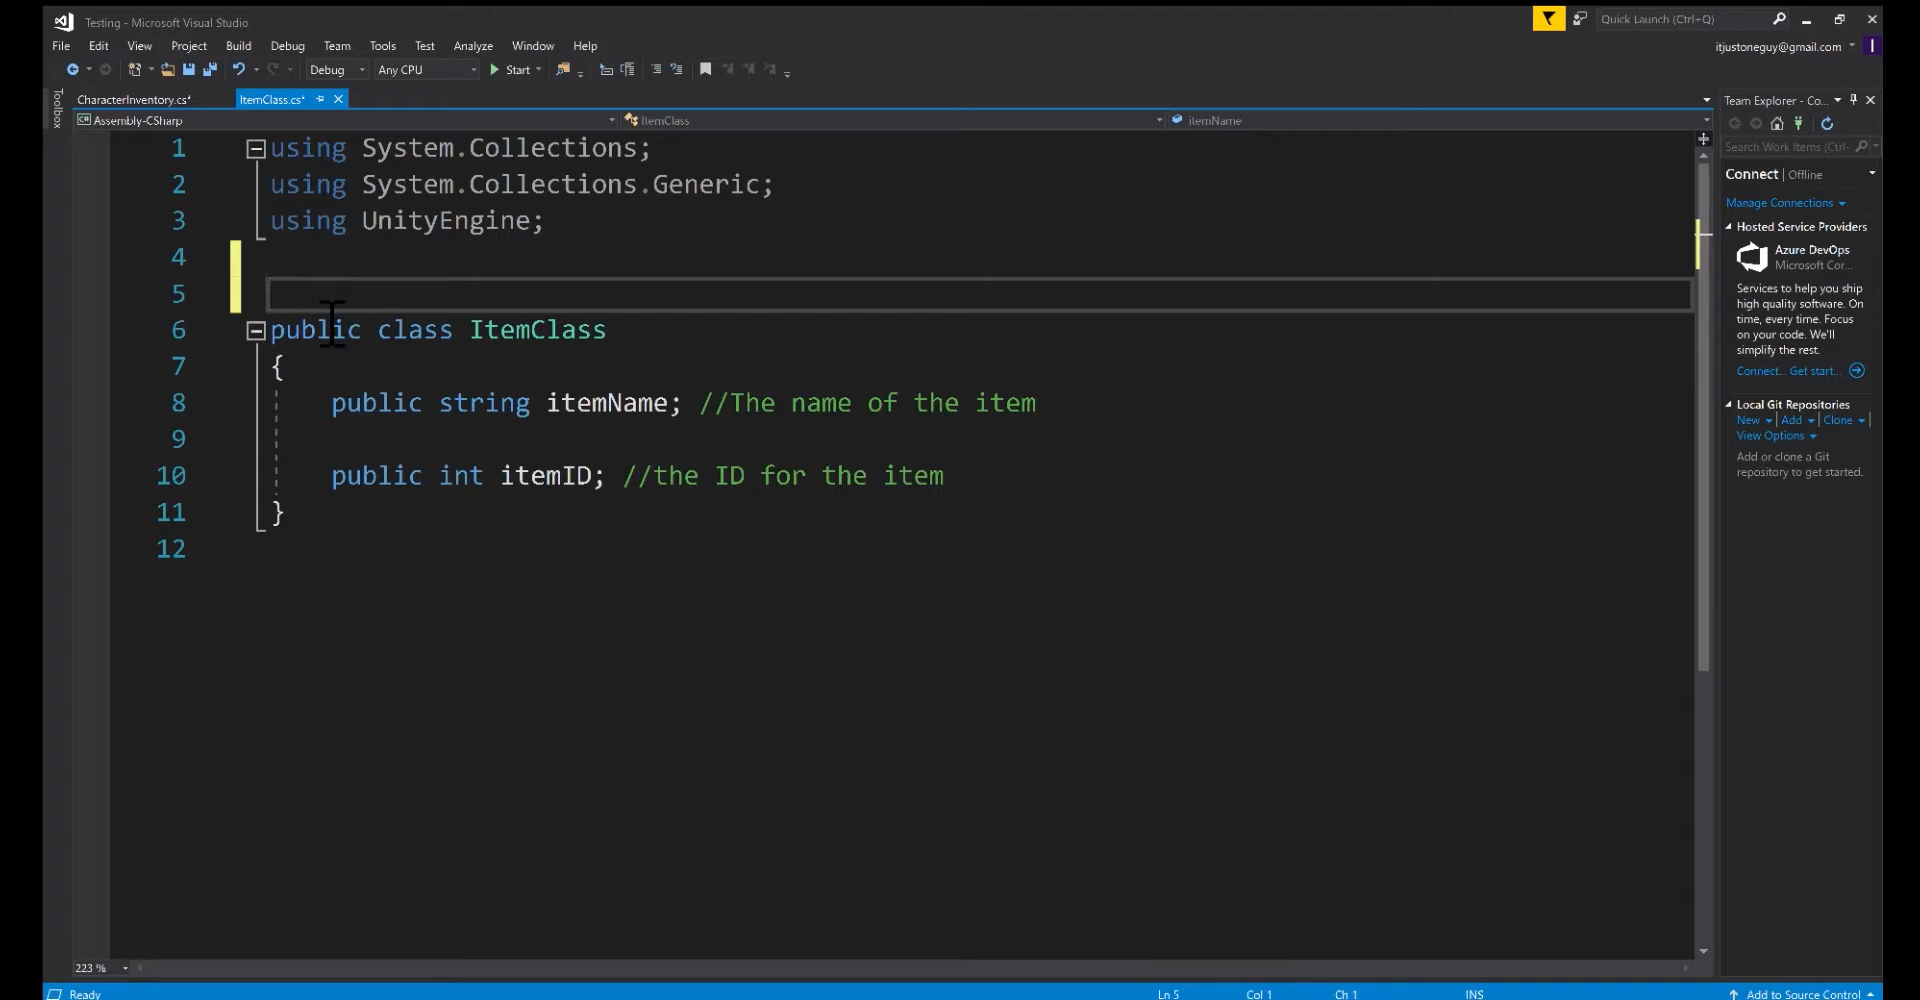 Testing - Microsoft Visual Studio
Quick Launch (Ctrl+Q)
File Edit View Project Build Debug Team Tools Test Analyze Window Help
itjustoneguy@gmail.com
Debug Any CPU Start
Toolbox
CharacterInventory.cs*
ItemClass.cs*
Team Explorer - Co...
Assembly-CSharp
ItemClass
itemName
Search Work Items (Ctrl-
1 using System.Collections;
2 using System.Collections.Generic;
3 using UnityEngine;
4
5
6 public class ItemClass
7 {
8 public string itemName; //The name of the item
9
10 public int itemID; //the ID for the item
11 }
12
Connect | Offline
Manage Connections
Hosted Service Providers
Azure DevOps
Microsoft Cor...
Services to help you ship
high quality software. On
time, every time. Focus
on your code. We'll
simplify the rest.
Connect... Get start...
Local Git Repositories
New | Add | Clone |
View Options
Add or clone a Git
repository to get started.
223 %
Ready
Ln 5
Col 1
Ch 1
INS
Add to Source Control